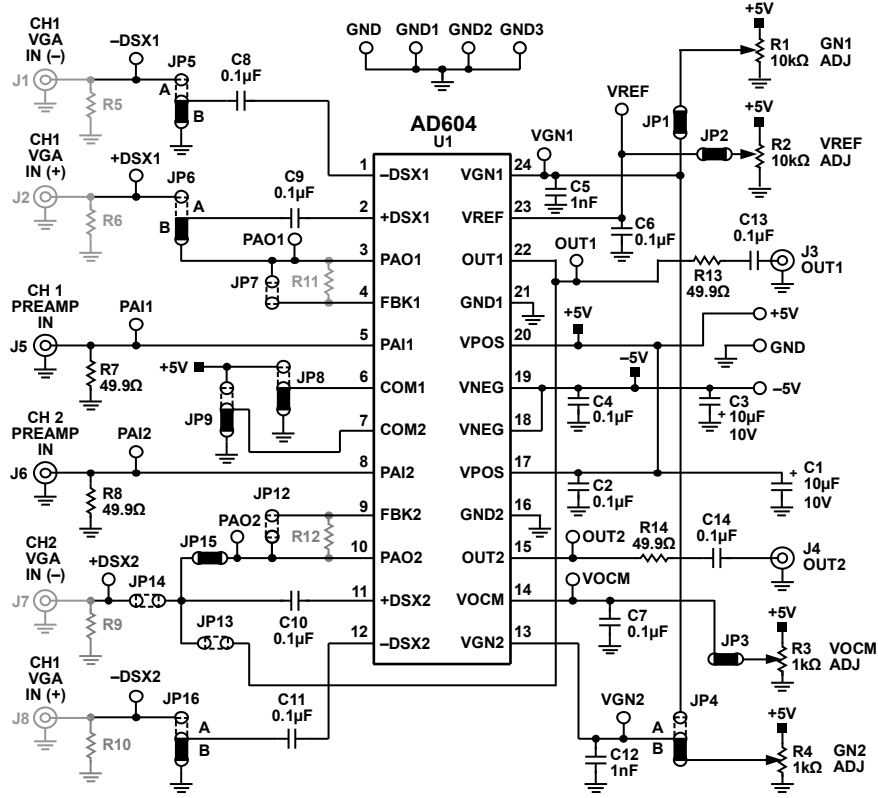 CH1
VGA
IN (–)
–DSX1
J1
R5
JP5
A
B
C8
0.1µF
GND
GND1
GND2
GND3
+5V
R1
10kΩ
GN1
ADJ
VREF
JP1
JP2
+5V
R2
10kΩ
VREF
ADJ
AD604
U1
CH1
VGA
IN (+)
+DSX1
J2
R6
JP6
A
B
C9
0.1µF
VGN1
C5
1nF
C6
0.1µF
PAO1
JP7
R11
OUT1
R13
49.9Ω
C13
0.1µF
J3
OUT1
1
–DSX1
VGN1
24
2
+DSX1
VREF
23
3
PAO1
OUT1
22
4
FBK1
GND1
21
5
PAI1
VPOS
20
6
COM1
VNEG
19
7
COM2
VNEG
18
8
PAI2
VPOS
17
9
FBK2
GND2
16
10
PAO2
OUT2
15
11
+DSX2
VOCM
14
12
–DSX2
VGN2
13
CH 1
PREAMP
IN
PAI1
J5
R7
49.9Ω
+5V
JP8
JP9
+5V
+5V
GND
–5V
–5V
C4
0.1µF
C3
+
10µF
10V
CH 2
PREAMP
IN
PAI2
J6
R8
49.9Ω
C2
0.1µF
+
C1
10µF
10V
JP12
R12
PAO2
JP15
OUT2
R14
49.9Ω
C14
0.1µF
J4
OUT2
CH2
VGA
IN (–)
+DSX2
JP14
J7
R9
JP13
C10
0.1µF
VOCM
C7
0.1µF
JP3
+5V
R3
1kΩ
VOCM
ADJ
CH1
VGA
IN (+)
–DSX2
J8
R10
JP16
A
B
C11
0.1µF
VGN2
C12
1nF
JP4
A
B
+5V
R4
1kΩ
GN2
ADJ